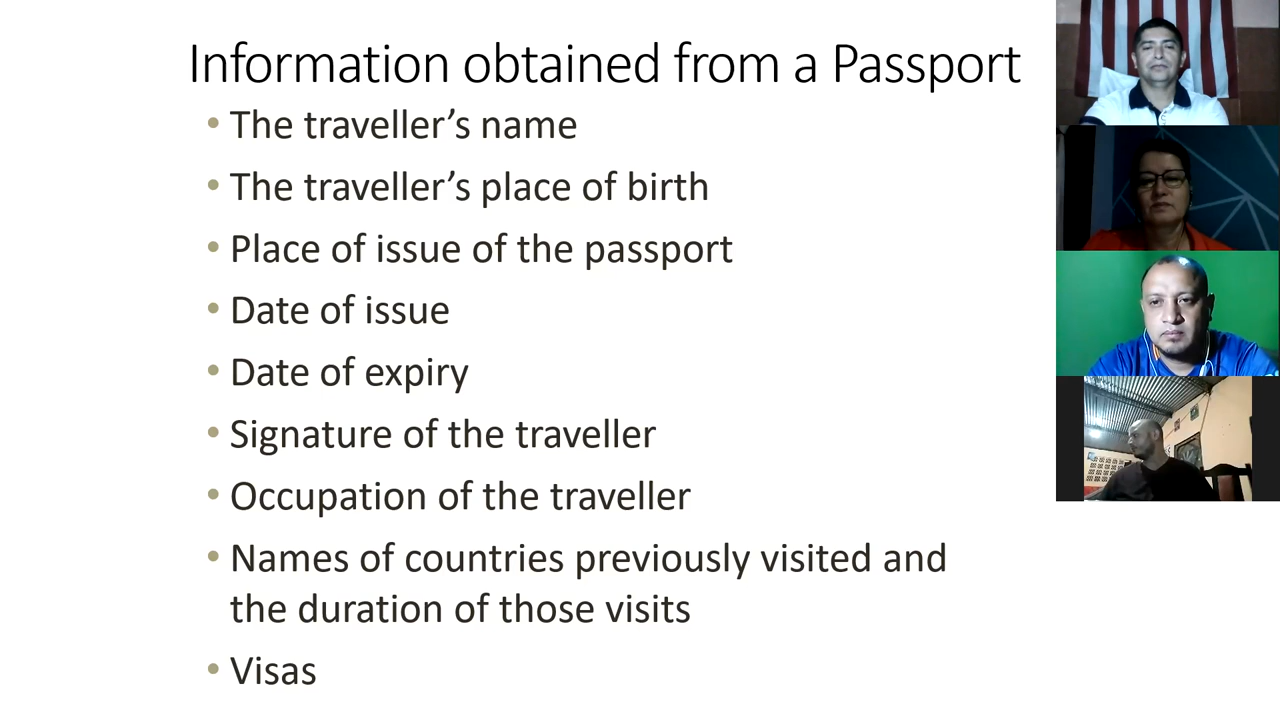 Information obtained from a Passport
• The traveller’s name
• The traveller’s place of birth
• Place of issue of the passport
• Date of issue
• Date of expiry
• Signature of the traveller
• Occupation of the traveller
• Names of countries previously visited and
the duration of those visits
• Visas